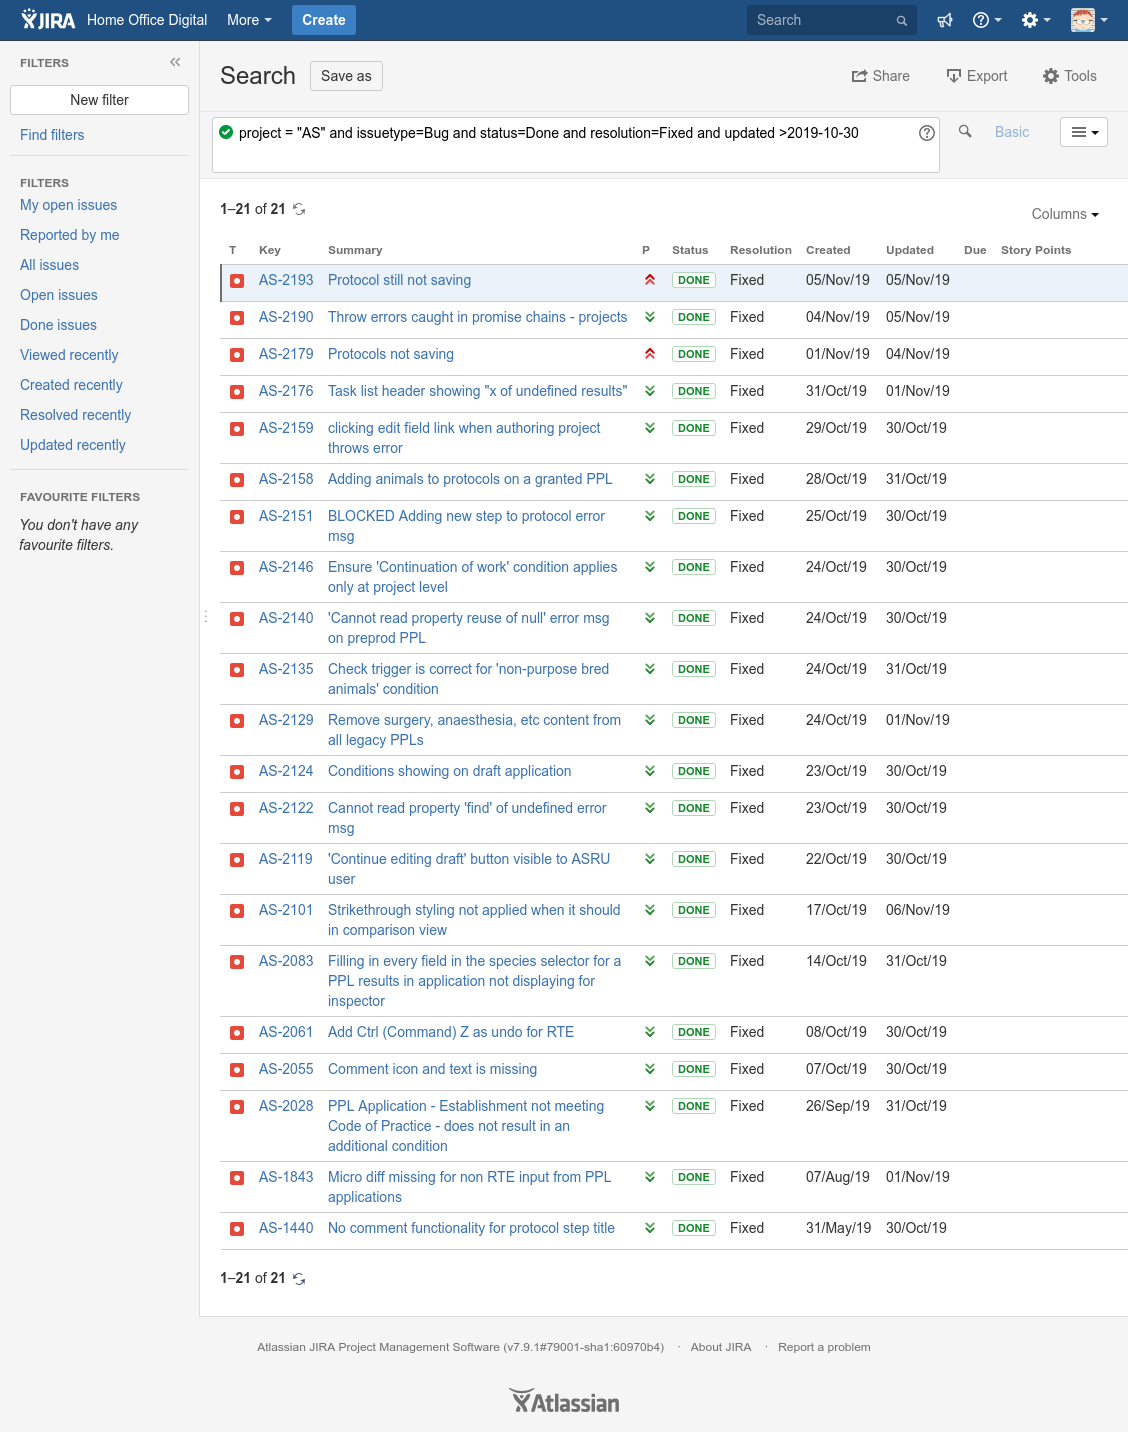 JIRA Home Office Digital More Create Search
FILTERS
New filter
Find filters
FILTERS
My open issues
Reported by me
All issues
Open issues
Done issues
Viewed recently
Created recently
Resolved recently
Updated recently
FAVOURITE FILTERS
You don't have any
favourite filters.
Search Save as Share Export Tools
project = "AS" and issuetype=Bug and status=Done and resolution=Fixed and updated >2019-10-30 Basic
1–21 of 21
Columns
T Key Summary P Status Resolution Created Updated Due Story Points
AS-2193 Protocol still not saving DONE Fixed 05/Nov/19 05/Nov/19
AS-2190 Throw errors caught in promise chains - projects DONE Fixed 04/Nov/19 05/Nov/19
AS-2179 Protocols not saving DONE Fixed 01/Nov/19 04/Nov/19
AS-2176 Task list header showing "x of undefined results" DONE Fixed 31/Oct/19 01/Nov/19
AS-2159 clicking edit field link when authoring project DONE Fixed 29/Oct/19 30/Oct/19
throws error
AS-2158 Adding animals to protocols on a granted PPL DONE Fixed 28/Oct/19 31/Oct/19
AS-2151 BLOCKED Adding new step to protocol error DONE Fixed 25/Oct/19 30/Oct/19
msg
AS-2146 Ensure 'Continuation of work' condition applies DONE Fixed 24/Oct/19 30/Oct/19
only at project level
AS-2140 'Cannot read property reuse of null' error msg DONE Fixed 24/Oct/19 30/Oct/19
on preprod PPL
AS-2135 Check trigger is correct for 'non-purpose bred DONE Fixed 24/Oct/19 31/Oct/19
animals' condition
AS-2129 Remove surgery, anaesthesia, etc content from DONE Fixed 24/Oct/19 01/Nov/19
all legacy PPLs
AS-2124 Conditions showing on draft application DONE Fixed 23/Oct/19 30/Oct/19
AS-2122 Cannot read property 'find' of undefined error DONE Fixed 23/Oct/19 30/Oct/19
msg
AS-2119 'Continue editing draft' button visible to ASRU DONE Fixed 22/Oct/19 30/Oct/19
user
AS-2101 Strikethrough styling not applied when it should DONE Fixed 17/Oct/19 06/Nov/19
in comparison view
AS-2083 Filling in every field in the species selector for a DONE Fixed 14/Oct/19 31/Oct/19
PPL results in application not displaying for
inspector
AS-2061 Add Ctrl (Command) Z as undo for RTE DONE Fixed 08/Oct/19 30/Oct/19
AS-2055 Comment icon and text is missing DONE Fixed 07/Oct/19 30/Oct/19
AS-2028 PPL Application - Establishment not meeting DONE Fixed 26/Sep/19 31/Oct/19
Code of Practice - does not result in an
additional condition
AS-1843 Micro diff missing for non RTE input from PPL DONE Fixed 07/Aug/19 01/Nov/19
applications
AS-1440 No comment functionality for protocol step title DONE Fixed 31/May/19 30/Oct/19
1–21 of 21
Atlassian JIRA Project Management Software (v7.9.1#79001-sha1:60970b4) · About JIRA · Report a problem
Atlassian